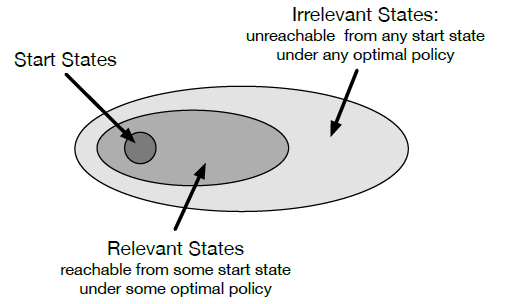 Irrelevant States:
unreachable from any start state
under any optimal policy
Start States
Relevant States
reachable from some start state
under some optimal policy